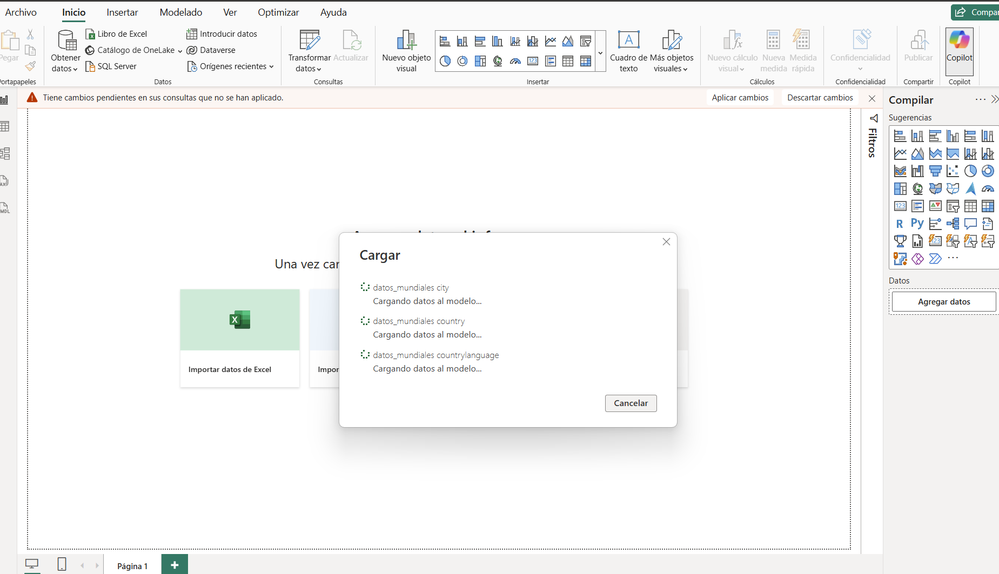 Archivo Inicio Insertar Modelado Ver Optimizar Ayuda
Pegar
Portapapeles
Obtener datos
Libro de Excel
Catálogo de OneLake
SQL Server
Introducir datos
Dataverse
Orígenes recientes
Datos
Transformar datos
Actualizar
Consultas
Nuevo objeto visual
Cuadro de texto
Más objetos visuales
Insertar
Nuevo cálculo visual
Nueva medida
Medida rápida
Cálculos
Confidencialidad
Confidencialidad
Publicar
Compartir
Copilot
Copilot
Tiene cambios pendientes en sus consultas que no se han aplicado.
Aplicar cambios
Descartar cambios
Filtros
Compilar
Sugerencias
R
Py
123
Datos
Agregar datos
Una vez car
Importar datos de Excel
Impor
Cargar
datos_mundiales city
Cargando datos al modelo...
datos_mundiales country
Cargando datos al modelo...
datos_mundiales countrylanguage
Cargando datos al modelo...
Cancelar
Página 1